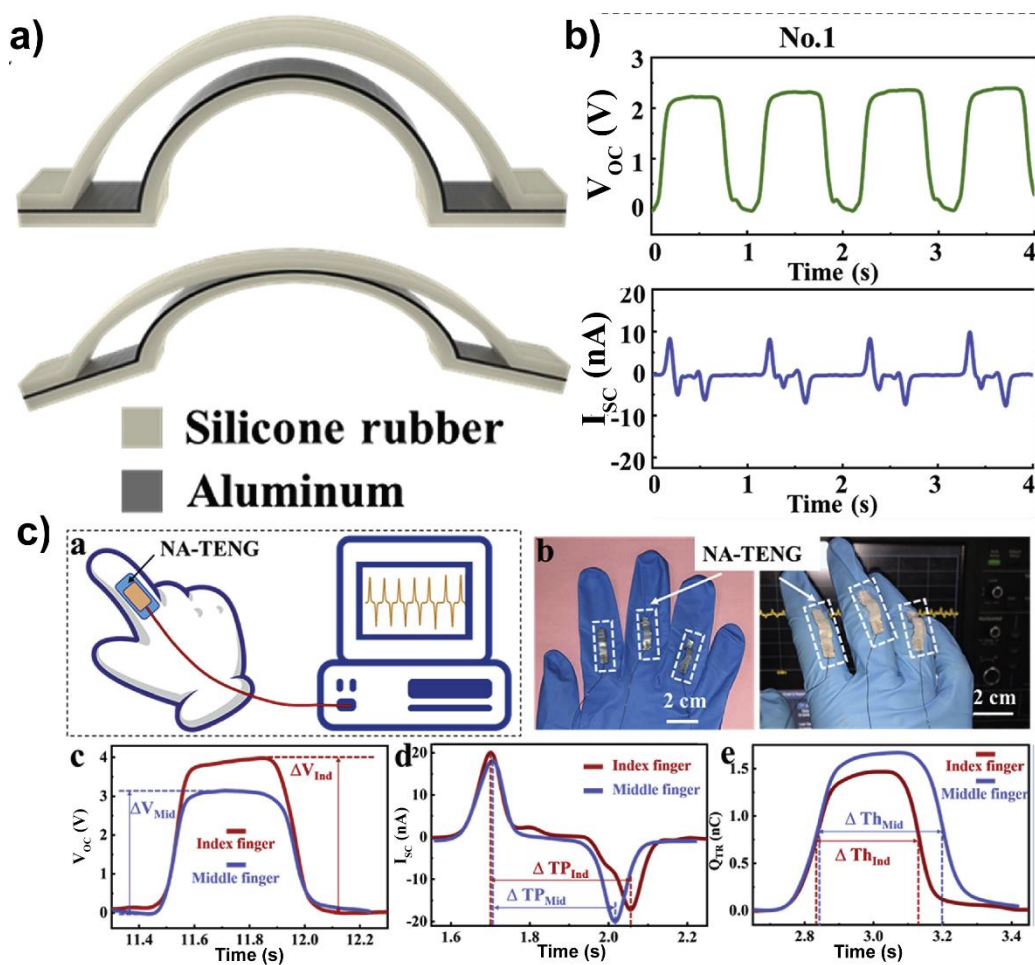 a)
Silicone rubber
Aluminum
b)
No.1
V_OC (V)
3
2
1
0
0 1 2 3 4
Time (s)
I_SC (nA)
20
10
0
-10
-20
0 1 2 3 4
Time (s)
c)
a
NA-TENG
b
NA-TENG
2 cm
2 cm
c
V_OC (V)
4
3
2
1
0
ΔV_Mid
ΔV_Ind
Index finger
Middle finger
11.4 11.6 11.8 12.0 12.2
Time (s)
d
I_SC (nA)
20
10
0
-10
-20
Index finger
Middle finger
Δ TP_Ind
Δ TP_Mid
1.6 1.8 2.0 2.2
Time (s)
e
Q_TR (nC)
1.5
1.0
0.5
0.0
Index finger
Middle finger
Δ Th_Mid
Δ Th_Ind
2.8 3.0 3.2 3.4
Time (s)